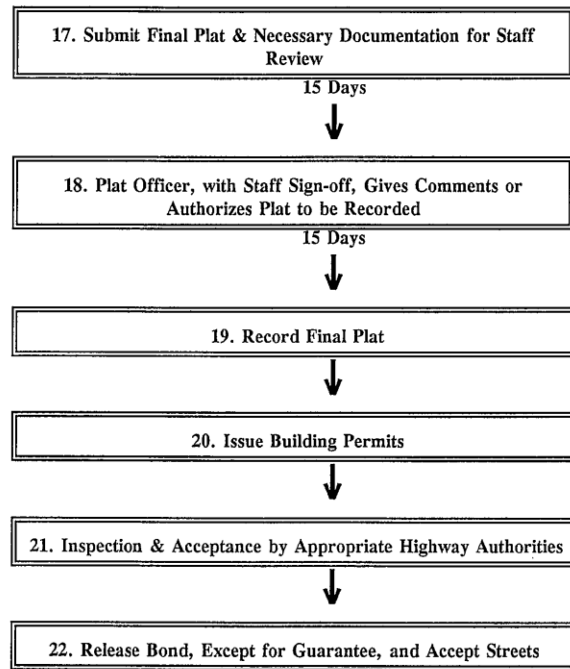 17. Submit Final Plat & Necessary Documentation for Staff
Review
15 Days
18. Plat Officer, with Staff Sign-off, Gives Comments or
Authorizes Plat to be Recorded
15 Days
19. Record Final Plat
20. Issue Building Permits
21. Inspection & Acceptance by Appropriate Highway Authorities
22. Release Bond, Except for Guarantee, and Accept Streets